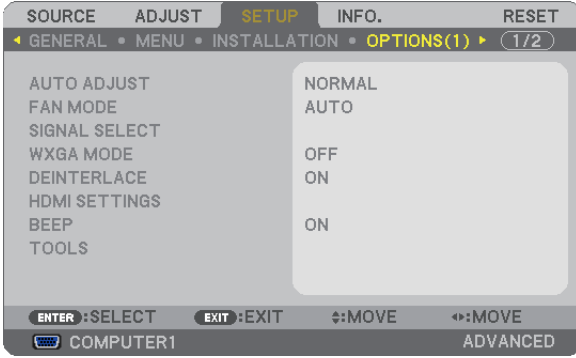 SOURCE ADJUST SETUP INFO. RESET
GENERAL • MENU • INSTALLATION • OPTIONS(1) 1/2
AUTO ADJUST NORMAL
FAN MODE AUTO
SIGNAL SELECT
WXGA MODE OFF
DEINTERLACE ON
HDMI SETTINGS
BEEP ON
TOOLS
ENTER :SELECT EXIT :EXIT :MOVE :MOVE
COMPUTER1 ADVANCED